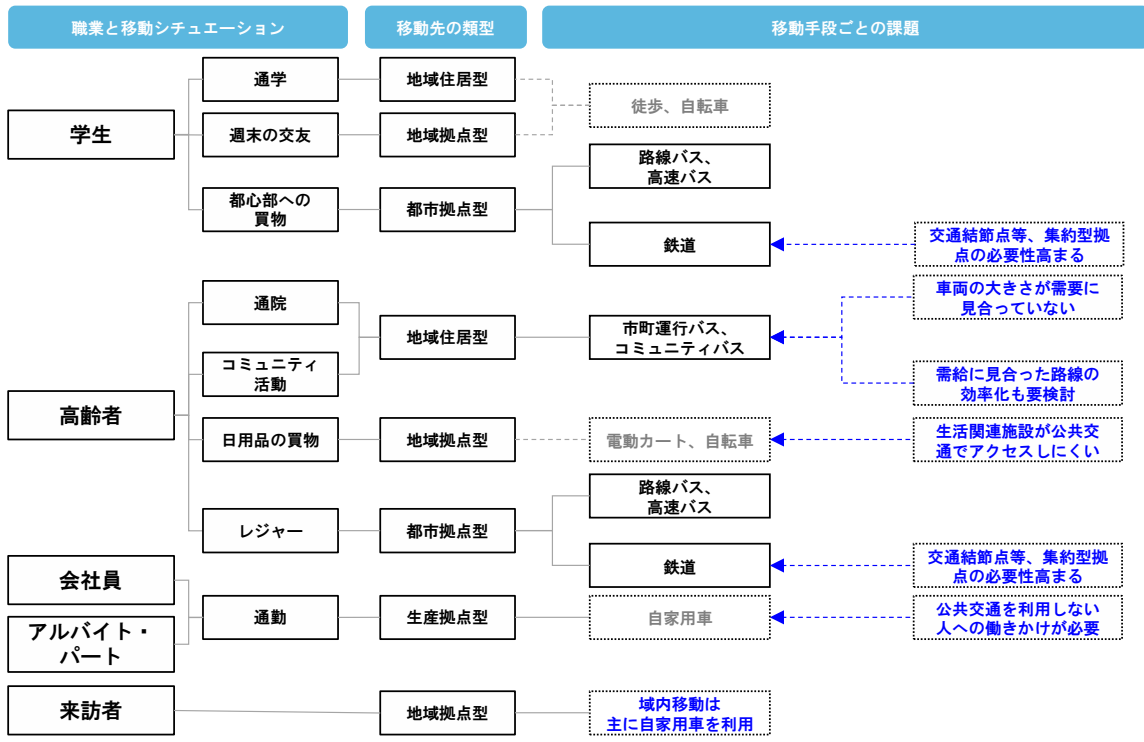 職業と移動シチュエーション
移動先の類型
移動手段ごとの課題
学生
通学
地域住居型
週末の交友
地域拠点型
徒歩、自転車
都心部への
買物
都市拠点型
路線バス、
高速バス
鉄道
交通結節点等、集約型拠
点の必要性高まる
高齢者
通院
コミュニティ
活動
地域住居型
市町運行バス、
コミュニティバス
車両の大きさが需要に
見合っていない
需給に見合った路線の
効率化も要検討
日用品の買物
地域拠点型
電動カート、自転車
生活関連施設が公共交
通でアクセスしにくい
レジャー
都市拠点型
路線バス、
高速バス
鉄道
交通結節点等、集約型拠
点の必要性高まる
会社員
アルバイト・
パート
通勤
生産拠点型
自家用車
公共交通を利用しない
人への働きかけが必要
来訪者
地域拠点型
域内移動は
主に自家用車を利用